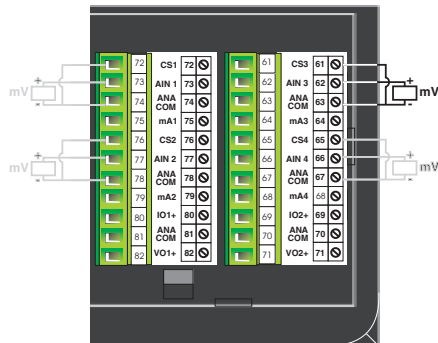 72 CS1 72 61 CS3 61
mV + 73 AIN 1 73 62 AIN 3 62 + mV
- 74 ANA COM 74 63 ANA COM 63 -
75 mA1 75 64 mA3 64
76 CS2 76 65 CS4 65
mV + 77 AIN 2 77 66 AIN 4 66 + mV
- 78 ANA COM 78 67 ANA COM 67 -
79 mA2 79 68 mA4 68
80 IO1+ 80 69 IO2+ 69
81 ANA COM 81 70 ANA COM 70
82 VO1+ 82 71 VO2+ 71